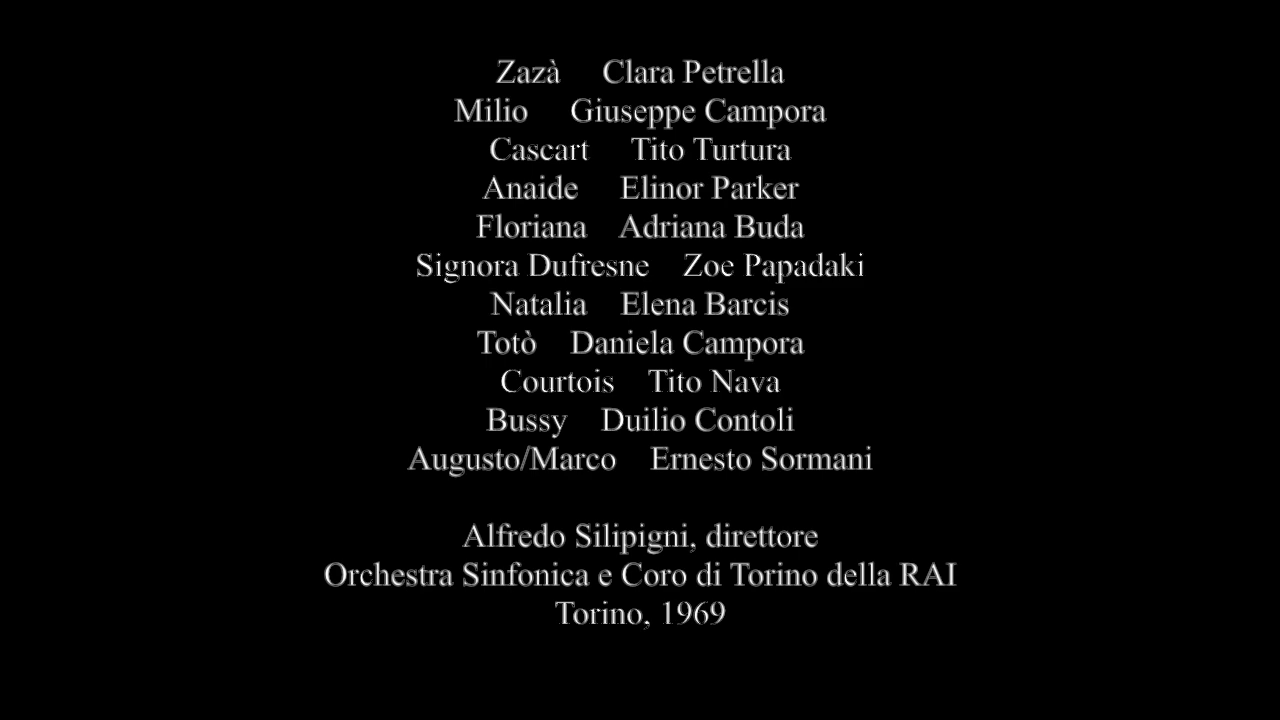 Zazà Clara Petrella
Milio Giuseppe Campora
Cascart Tito Turtura
Anaide Elinor Parker
Floriana Adriana Buda
Signora Dufresne Zoe Papadaki
Natalia Elena Barcis
Totò Daniela Campora
Courtois Tito Nava
Bussy Duilio Contoli
Augusto/Marco Ernesto Sormani
Alfredo Silipigni, direttore
Orchestra Sinfonica e Coro di Torino della RAI
Torino, 1969